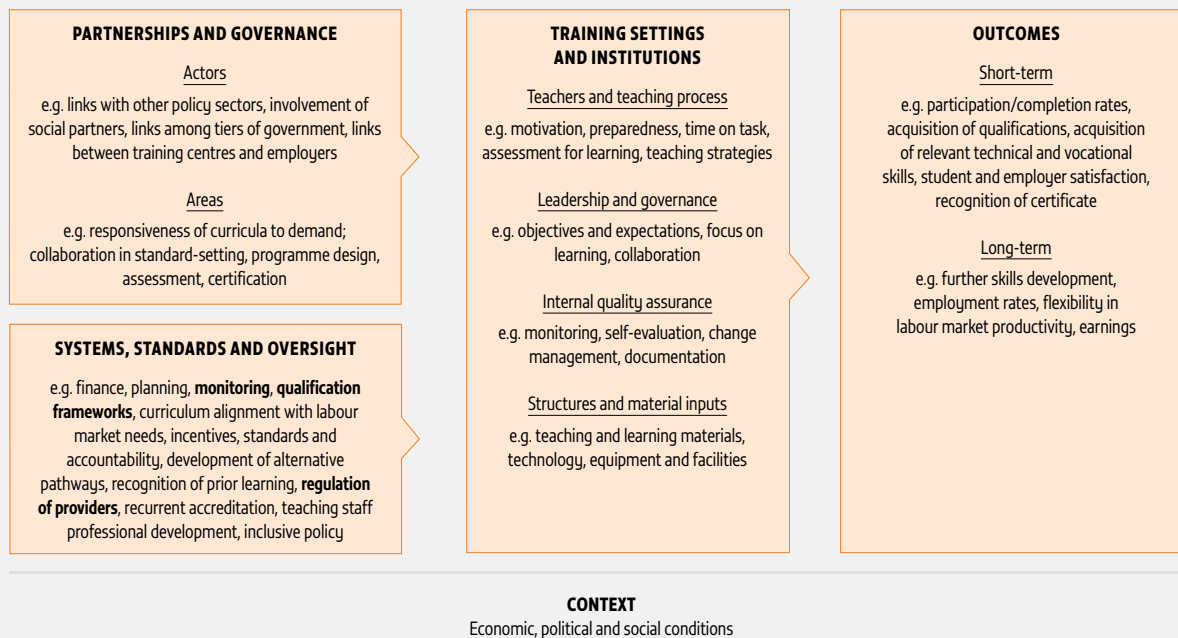 PARTNERSHIPS AND GOVERNANCE
Actors
e.g. links with other policy sectors, involvement of
social partners, links among tiers of government, links
between training centres and employers
Areas
e.g. responsiveness of curricula to demand;
collaboration in standard-setting, programme design,
assessment, certification
SYSTEMS, STANDARDS AND OVERSIGHT
e.g. finance, planning, monitoring, qualification
frameworks, curriculum alignment with labour
market needs, incentives, standards and
accountability, development of alternative
pathways, recognition of prior learning, regulation
of providers, recurrent accreditation, teaching staff
professional development, inclusive policy
TRAINING SETTINGS
AND INSTITUTIONS
Teachers and teaching process
e.g. motivation, preparedness, time on task,
assessment for learning, teaching strategies
Leadership and governance
e.g. objectives and expectations, focus on
learning, collaboration
Internal quality assurance
e.g. monitoring, self-evaluation, change
management, documentation
Structures and material inputs
e.g. teaching and learning materials,
technology, equipment and facilities
OUTCOMES
Short-term
e.g. participation/completion rates,
acquisition of qualifications, acquisition
of relevant technical and vocational
skills, student and employer satisfaction,
recognition of certificate
Long-term
e.g. further skills development,
employment rates, flexibility in
labour market productivity, earnings
CONTEXT
Economic, political and social conditions